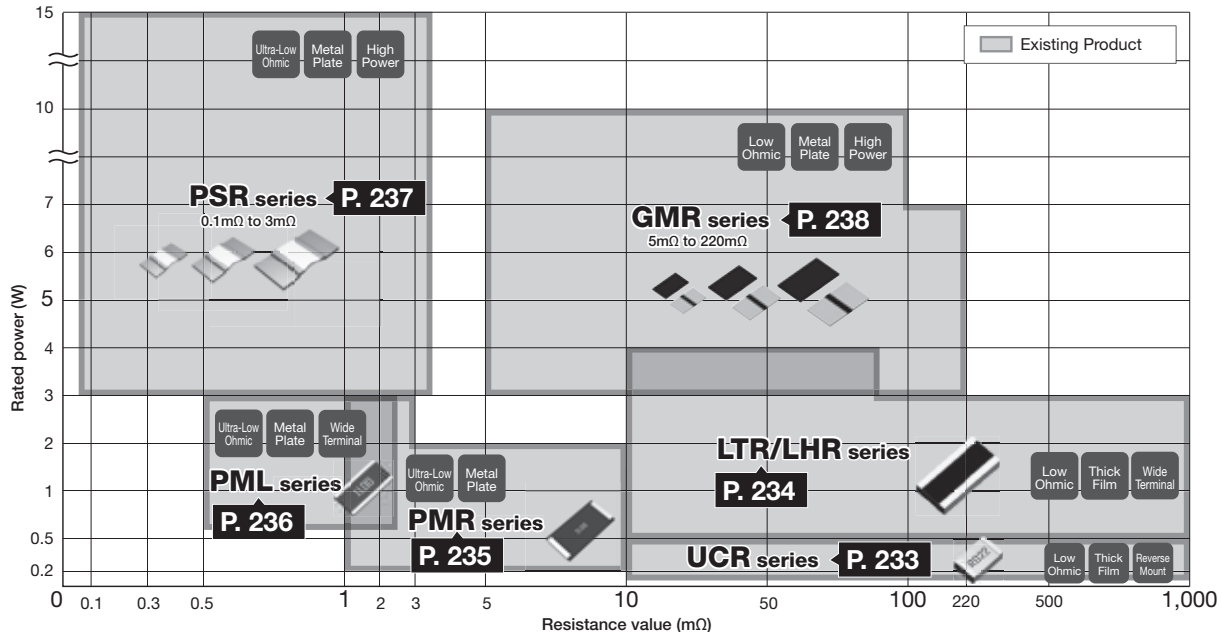 15
10
7
6
5
4
3
2
1
0.5
0.2
Rated power (W)
Existing Product
Ultra-Low
Ohmic
Metal
Plate
High
Power
PSR series
P. 237
0.1mΩ to 3mΩ
Low
Ohmic
Metal
Plate
High
Power
GMR series
P. 238
5mΩ to 220mΩ
Ultra-Low
Ohmic
Metal
Plate
Wide
Terminal
PML series
P. 236
Ultra-Low
Ohmic
Metal
Plate
PMR series
P. 235
LTR/LHR series
P. 234
Low
Ohmic
Thick
Film
Wide
Terminal
UCR series
P. 233
Low
Ohmic
Thick
Film
Reverse
Mount
0 0.1 0.3 0.5 1 2 3 5 10 50 100 220 500 1,000
Resistance value (mΩ)